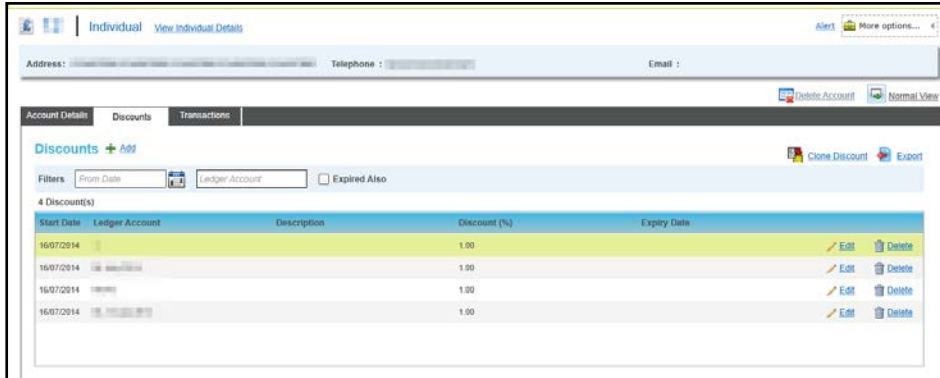 Individual View Individual Details Alert More options...
Address: Telephone : Email :
Delete Account Normal View
Account Details Discounts Transactions
Discounts Add Clone Discount Export
Filters From Date Ledger Account Expired Also
4 Discount(s)
Start Date Ledger Account Description Discount (%) Expiry Date
16/07/2014 1.00 Edit Delete
16/07/2014 1.00 Edit Delete
16/07/2014 1.00 Edit Delete
16/07/2014 1.00 Edit Delete